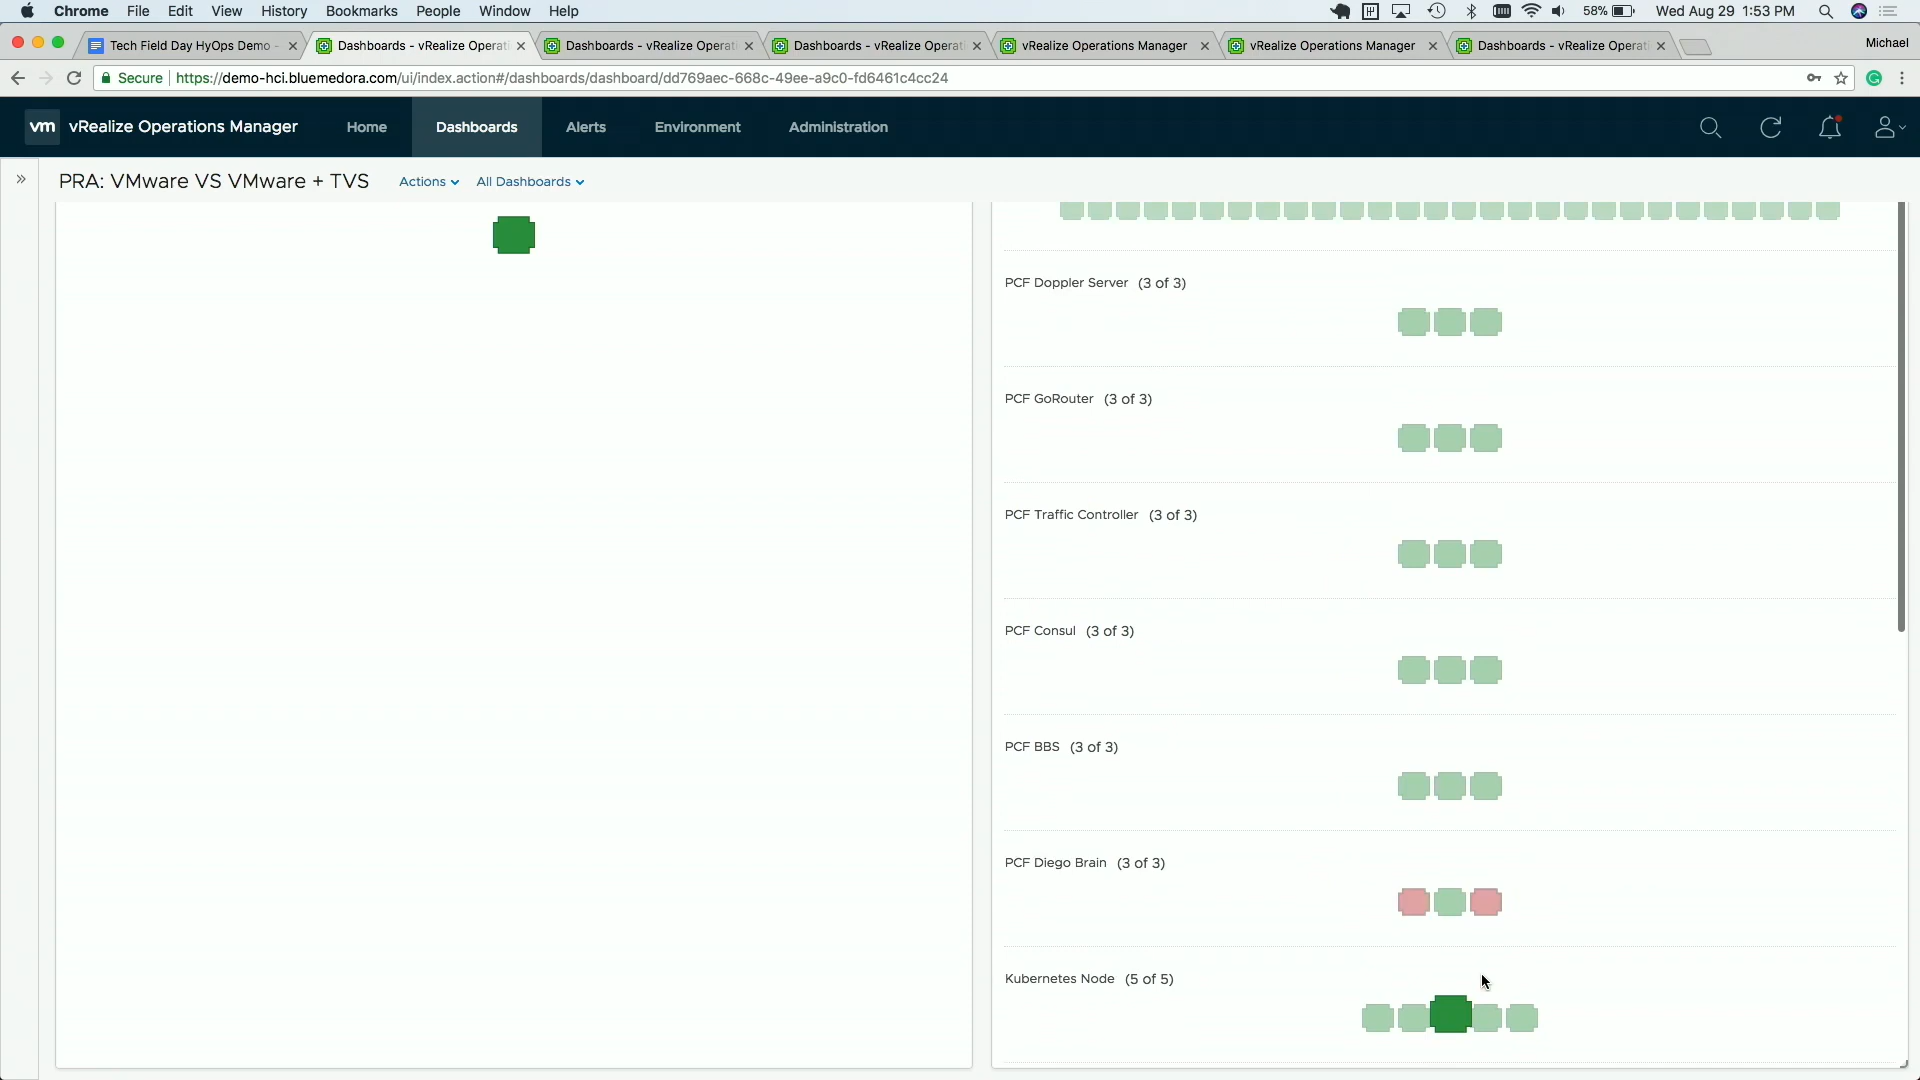 Chrome File Edit View History Bookmarks People Window Help 58% Wed Aug 29 1:53 PM
Tech Field Day HyOps Demo - Dashboards - vRealize Operati Dashboards - vRealize Operati Dashboards - vRealize Operati vRealize Operations Manager vRealize Operations Manager Dashboards - vRealize Operati Michael
Secure https://demo-hci.bluemedora.com/ui/index.action#/dashboards/dashboard/dd769aec-668c-49ee-a9c0-fd6461c4cc24
vm vRealize Operations Manager Home Dashboards Alerts Environment Administration
PRA: VMware VS VMware + TVS Actions All Dashboards
PCF Doppler Server (3 of 3)
PCF GoRouter (3 of 3)
PCF Traffic Controller (3 of 3)
PCF Consul (3 of 3)
PCF BBS (3 of 3)
PCF Diego Brain (3 of 3)
Kubernetes Node (5 of 5)